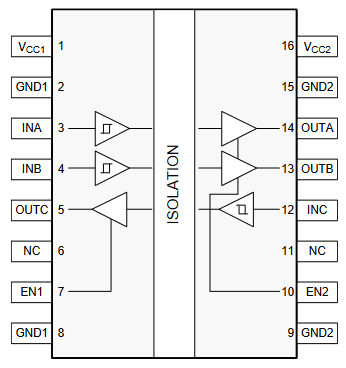 VCC1 1 16 VCC2
GND1 2 15 GND2
INA 3 14 OUTA
INB 4 13 OUTB
OUTC 5 12 INC
NC 6 11 NC
EN1 7 10 EN2
GND1 8 9 GND2
ISOLATION